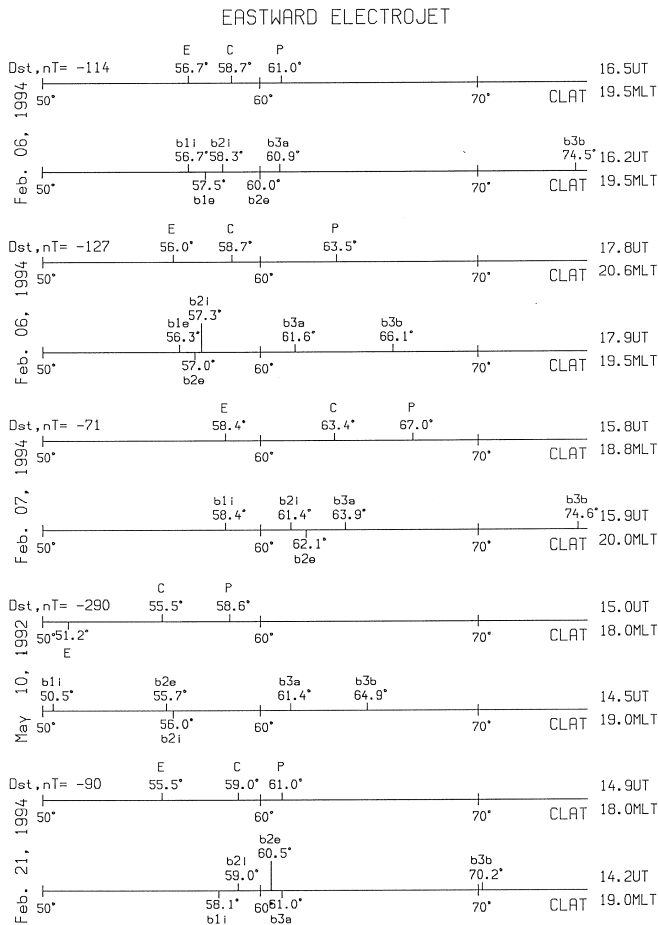 EASTWARD ELECTROJET
E C P
Dst,nT= -114 56.7° 58.7° 61.0° 16.5UT
50° 60° 70° CLAT 19.5MLT
Feb. 06, 1994
b1i b2i b3a b3b
56.7° 58.3° 60.9° 74.5° 16.2UT
50° 57.5° 60.0° 70° CLAT 19.5MLT
b1e b2e
E C P
Dst,nT= -127 56.0° 58.7° 63.5° 17.8UT
50° 60° 70° CLAT 20.6MLT
Feb. 06, 1994
b2i
57.3°
b1e b3a b3b
56.3° 61.6° 66.1° 17.9UT
50° 57.0° 60° 70° CLAT 19.5MLT
b2e
E C P
Dst,nT= -71 58.4° 63.4° 67.0° 15.8UT
50° 60° 70° CLAT 18.8MLT
Feb. 07, 1994
b1i b2i b3a b3b
58.4° 61.4° 63.9° 74.6° 15.9UT
50° 60° 62.1° 70° CLAT 20.0MLT
b2e
C P
Dst,nT= -290 55.5° 58.6° 15.0UT
50° 51.2° 60° 70° CLAT 18.0MLT
E
May 10, 1992
b1i b2e b3a b3b
50.5° 55.7° 61.4° 64.9° 14.5UT
50° 56.0° 60° 70° CLAT 19.0MLT
b2i
E C P
Dst,nT= -90 55.5° 59.0° 61.0° 14.9UT
50° 60° 70° CLAT 18.0MLT
Feb. 21, 1994
b2e
b2i 60.5° b3b
59.0° 70.2° 14.2UT
50° 58.1° 60° 61.0° 70° CLAT 19.0MLT
b1i b3a